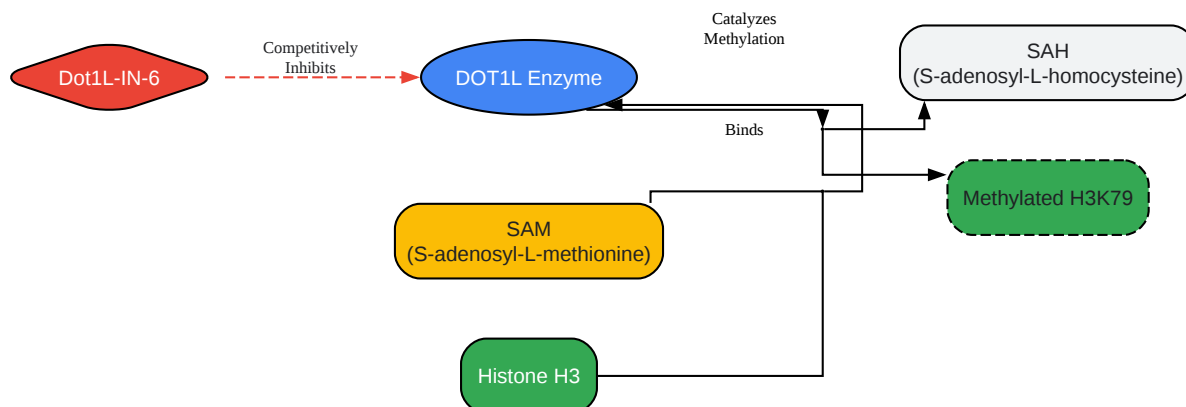 Catalyzes
Methylation
SAH
(S-adenosyl-L-homocysteine)
Competitively
Inhibits
Dot1L-IN-6
DOT1L Enzyme
Binds
Methylated H3K79
SAM
(S-adenosyl-L-methionine)
Histone H3